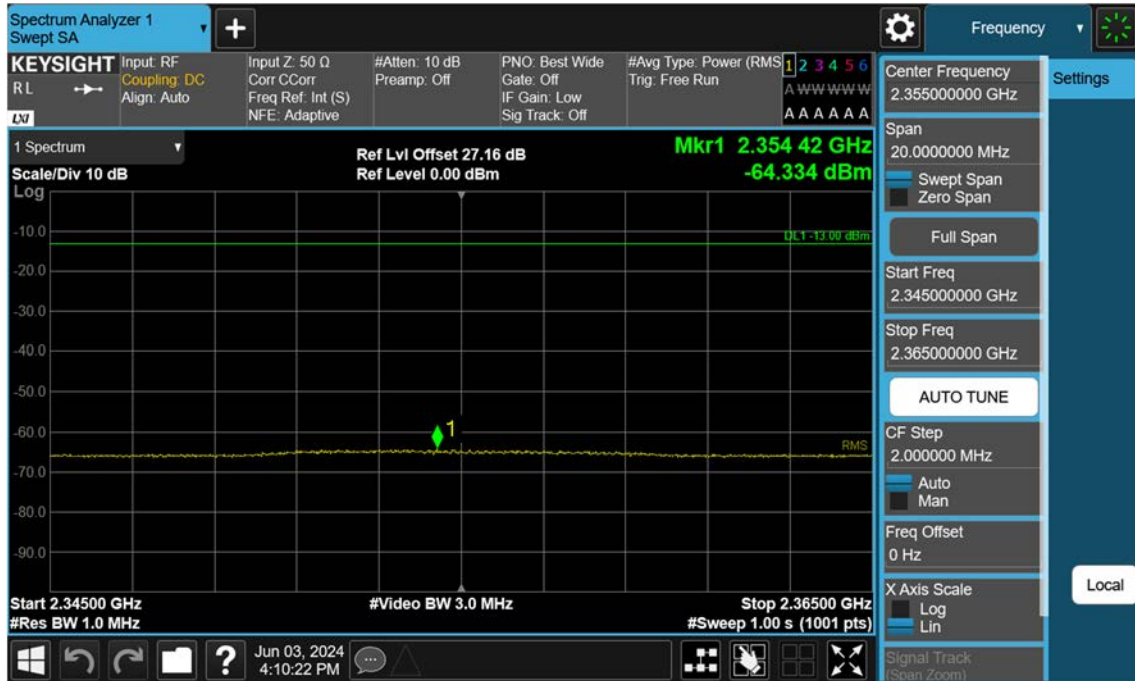 Spectrum Analyzer 1
Swept SA
+
Frequency
KEYSIGHT
R L
LXI
Input: RF
Coupling: DC
Align: Auto
Input Z: 50 Ω
Corr CCorr
Freq Ref: Int (S)
NFE: Adaptive
#Atten: 10 dB
Preamp: Off
PNO: Best Wide
Gate: Off
IF Gain: Low
Sig Track: Off
#Avg Type: Power (RMS
Trig: Free Run
1 2 3 4 5 6
A W W W W W
A A A A A A
1 Spectrum
Scale/Div 10 dB
Ref Lvl Offset 27.16 dB
Ref Level 0.00 dBm
Mkr1 2.354 42 GHz
-64.334 dBm
Log
-10.0
-20.0
-30.0
-40.0
-50.0
-60.0
-70.0
-80.0
-90.0
DL1 -13.00 dBm
1
RMS
Start 2.34500 GHz
#Res BW 1.0 MHz
#Video BW 3.0 MHz
Stop 2.36500 GHz
#Sweep 1.00 s (1001 pts)
Jun 03, 2024
4:10:22 PM
?
Center Frequency
2.355000000 GHz
Span
20.0000000 MHz
Swept Span
Zero Span
Full Span
Start Freq
2.345000000 GHz
Stop Freq
2.365000000 GHz
AUTO TUNE
CF Step
2.000000 MHz
Auto
Man
Freq Offset
0 Hz
X Axis Scale
Log
Lin
Signal Track
(Span Zoom)
Settings
Local